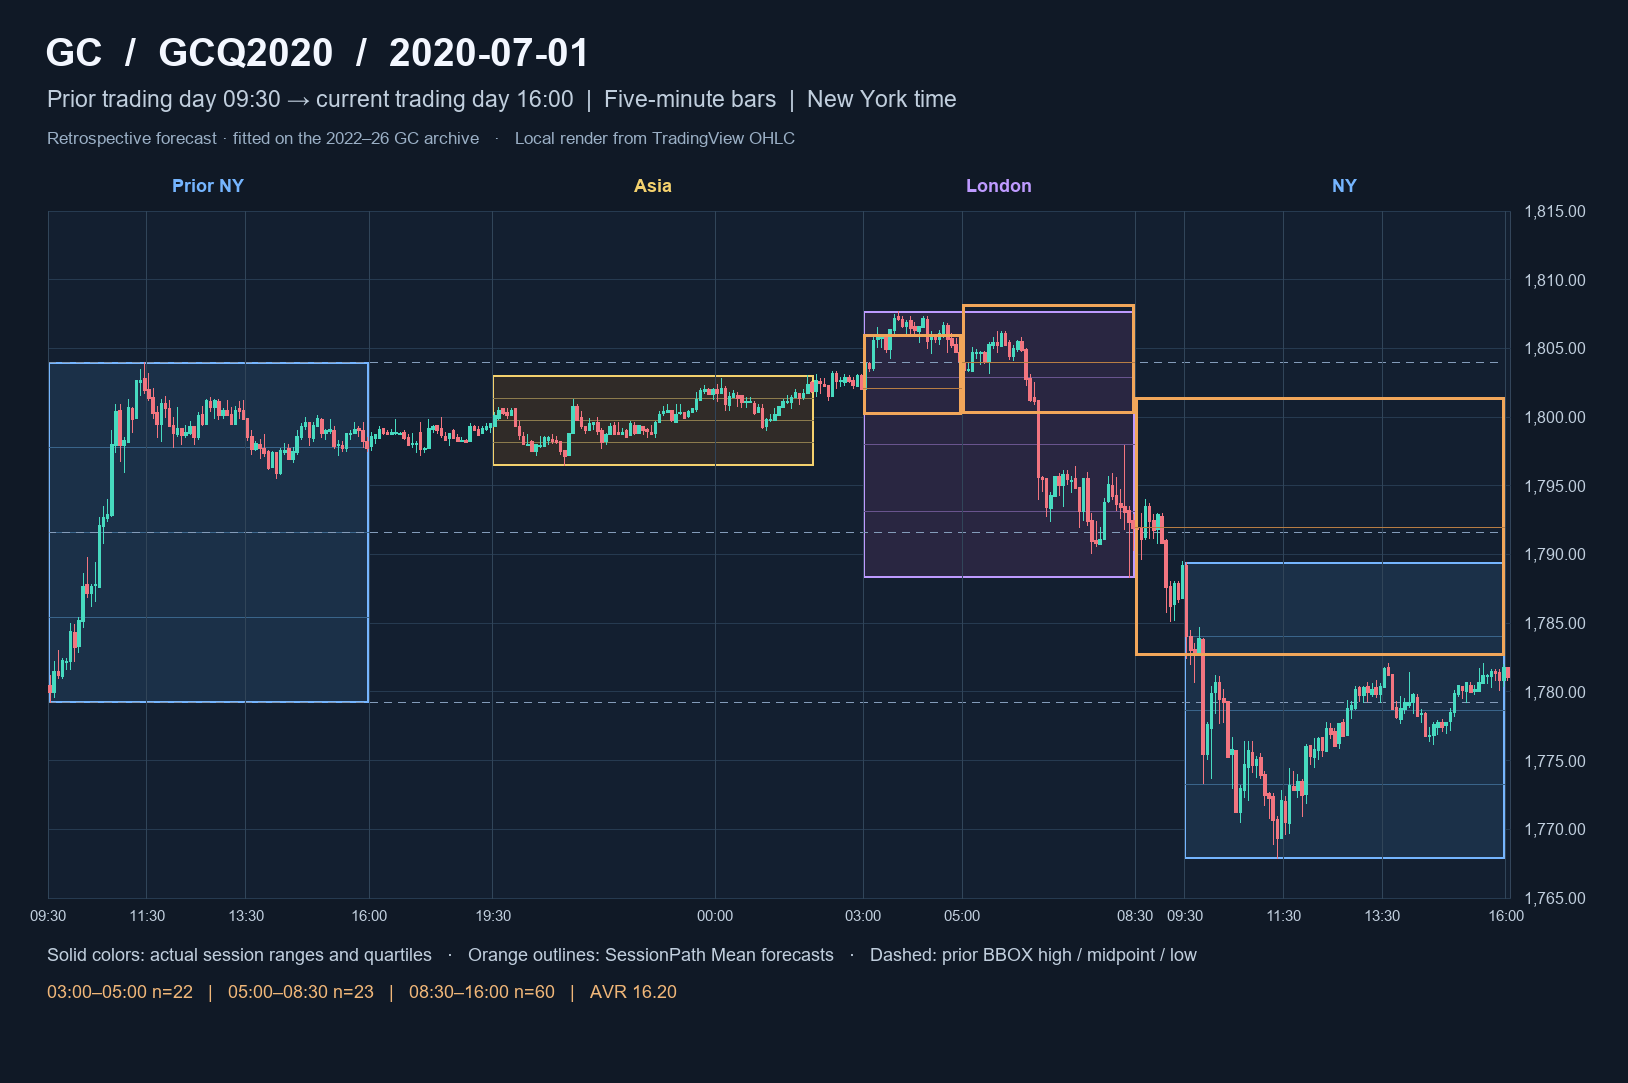 GC / GCQ2020 / 2020-07-01
Prior trading day 09:30 → current trading day 16:00 | Five-minute bars | New York time
Retrospective forecast · fitted on the 2022–26 GC archive · Local render from TradingView OHLC
Prior NY Asia London NY
1,815.00
1,810.00
1,805.00
1,800.00
1,795.00
1,790.00
1,785.00
1,780.00
1,775.00
1,770.00
1,765.00
09:30 11:30 13:30 16:00 19:30 00:00 03:00 05:00 08:30 09:30 11:30 13:30 16:00
Solid colors: actual session ranges and quartiles · Orange outlines: SessionPath Mean forecasts · Dashed: prior BBOX high / midpoint / low
03:00–05:00 n=22 | 05:00–08:30 n=23 | 08:30–16:00 n=60 | AVR 16.20